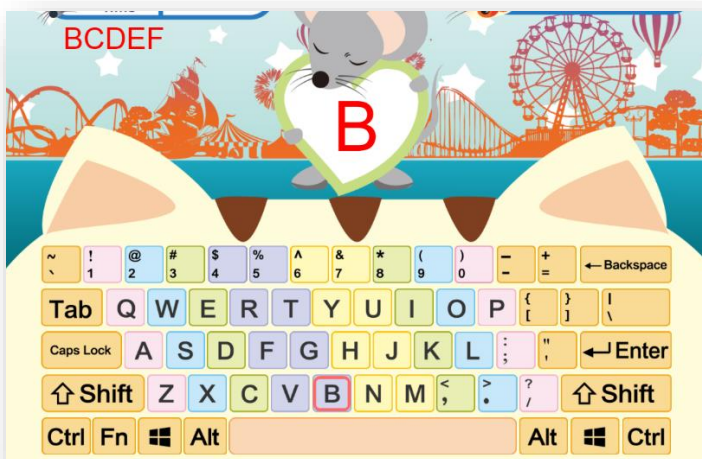 BCDEF
B
~ ` ! 1 @ 2 # 3 $ 4 % 5 ^ 6 & 7 * 8 ( 9 ) 0 – - + = ←Backspace
Tab Q W E R T Y U I O P { [ } ] | \
Caps Lock A S D F G H J K L : ; " ' ↵Enter
⇧Shift Z X C V B N M < , > . ? / ⇧Shift
Ctrl Fn Alt Alt Ctrl